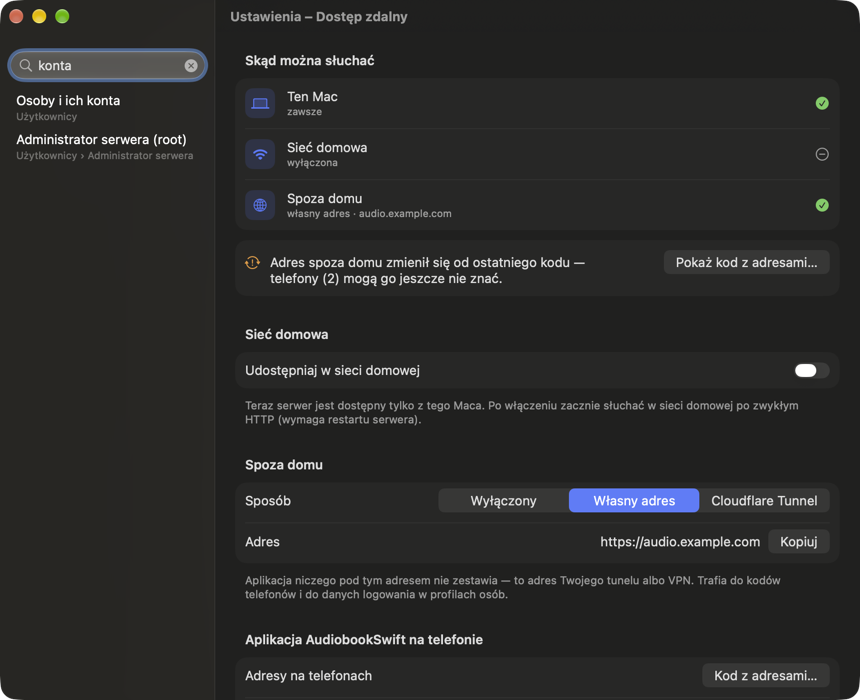 Ustawienia – Dostęp zdalny
konta
Osoby i ich konta
Użytkownicy
Administrator serwera (root)
Użytkownicy › Administrator serwera
Skąd można słuchać
Ten Mac
zawsze
Sieć domowa
wyłączona
Spoza domu
własny adres · audio.example.com
Adres spoza domu zmienił się od ostatniego kodu —
telefony (2) mogą go jeszcze nie znać.
Pokaż kod z adresami...
Sieć domowa
Udostępniaj w sieci domowej
Teraz serwer jest dostępny tylko z tego Maca. Po włączeniu zacznie słuchać w sieci domowej po zwykłym
HTTP (wymaga restartu serwera).
Spoza domu
Sposób
Wyłączony
Własny adres
Cloudflare Tunnel
Adres
https://audio.example.com
Kopiuj
Aplikacja niczego pod tym adresem nie zestawia — to adres Twojego tunelu albo VPN. Trafia do kodów
telefonów i do danych logowania w profilach osób.
Aplikacja AudiobookSwift na telefonie
Adresy na telefonach
Kod z adresami...